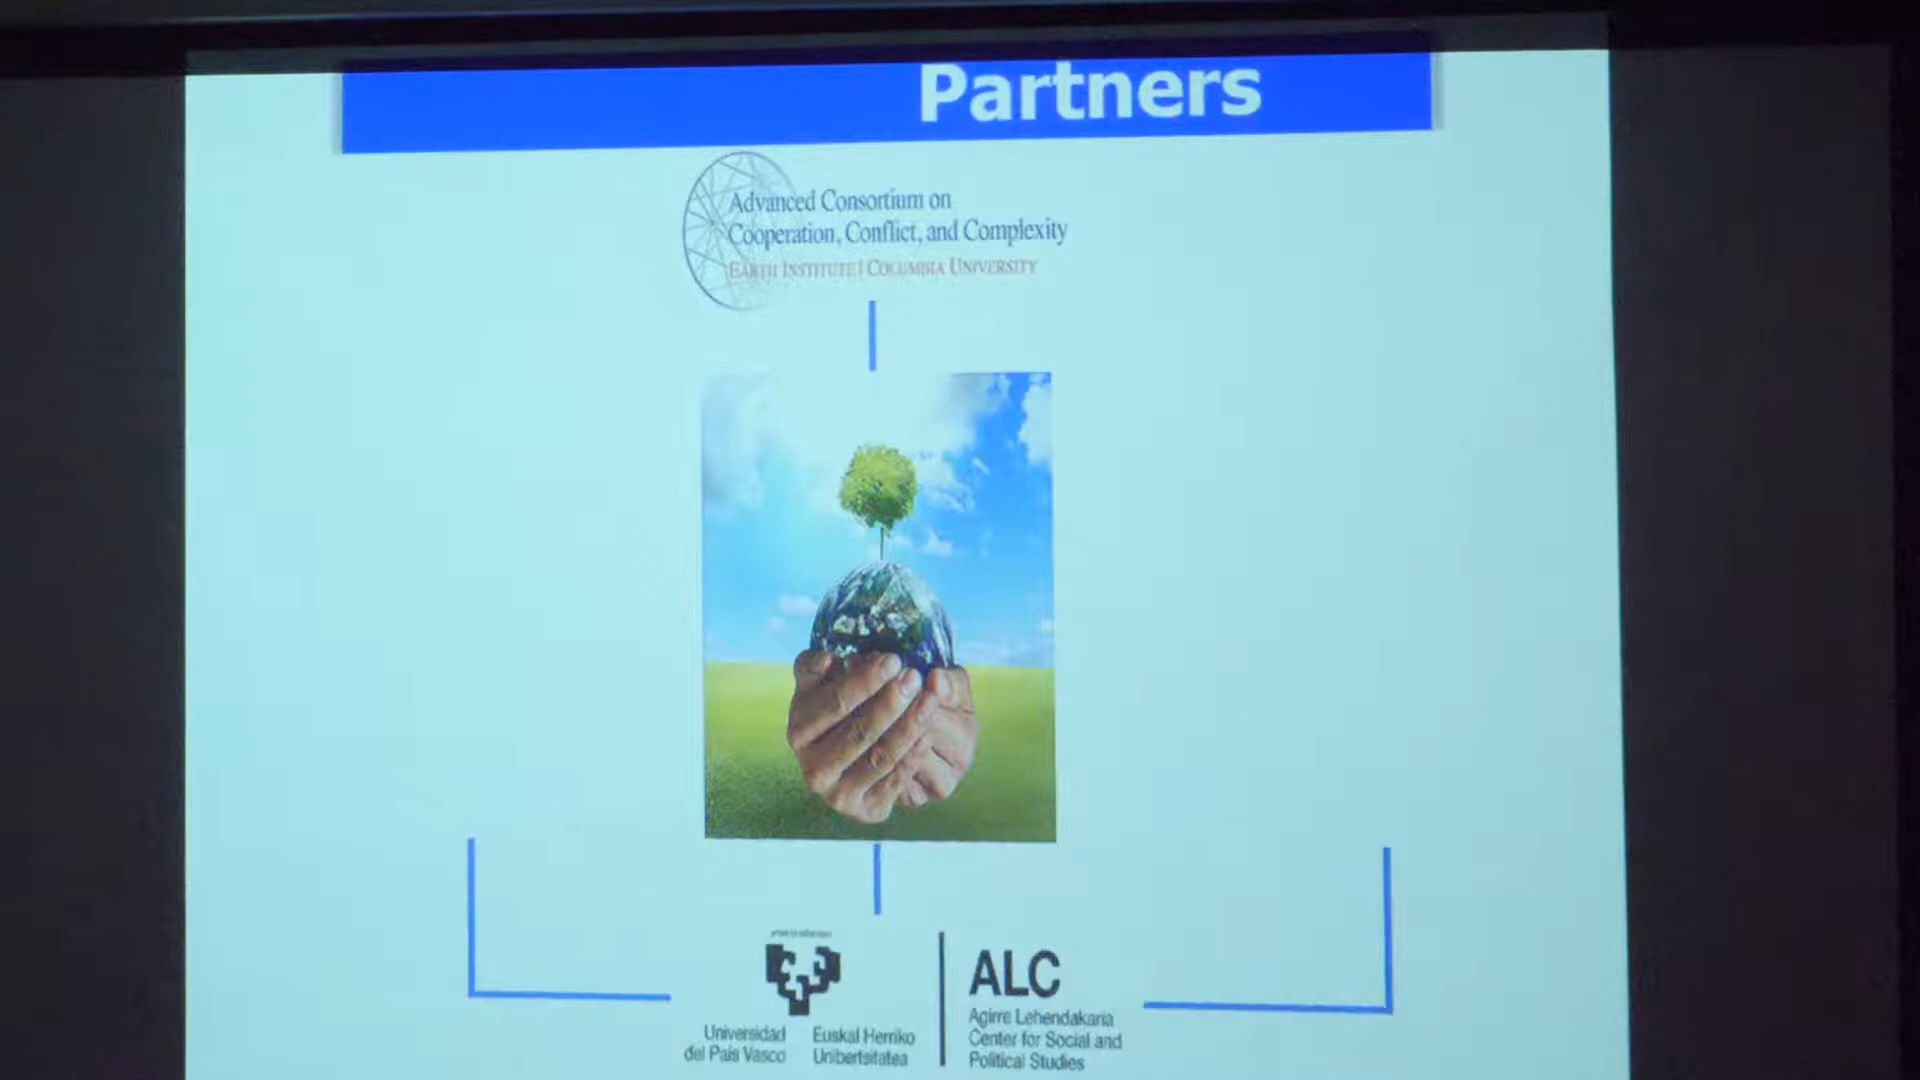 Partners
Advanced Consortium on
Cooperation, Conflict, and Complexity
EARTH INSTITUTE | COLUMBIA UNIVERSITY
Universidad
del País Vasco
Euskal Herriko
Unibertsitatea
ALC
Agirre Lehendakaria
Center for Social and
Political Studies